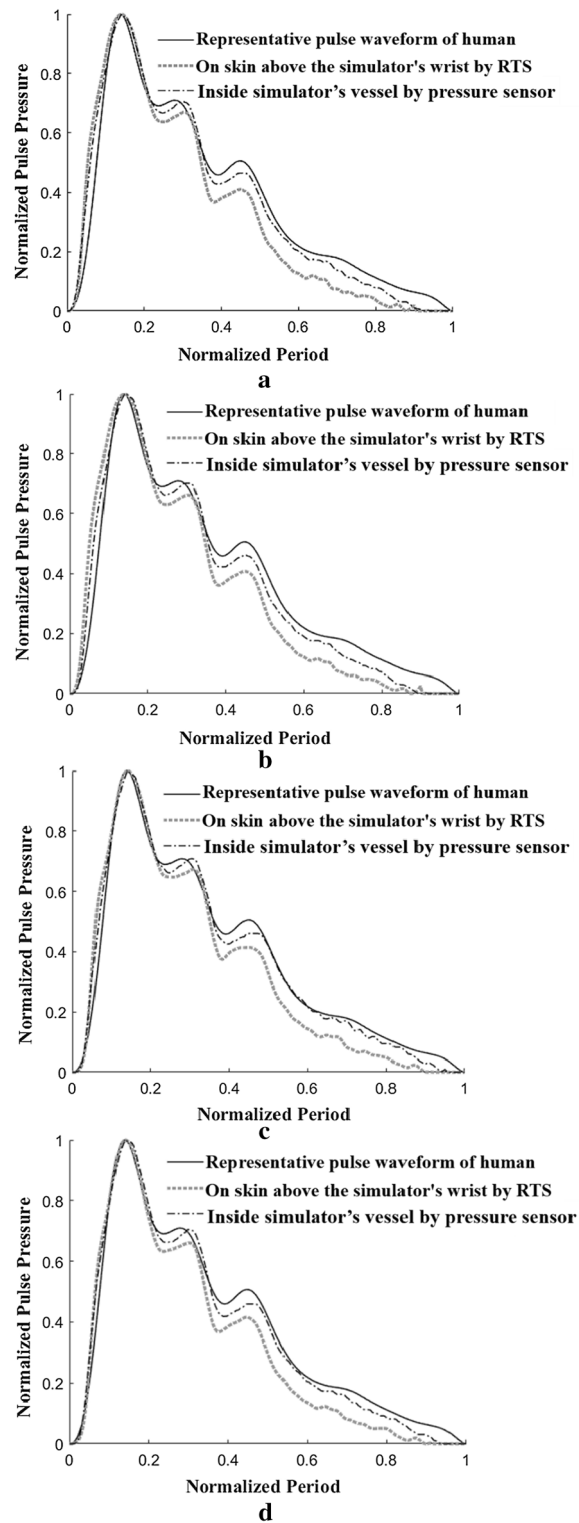 1
Representative pulse waveform of human
On skin above the simulator's wrist by RTS
Inside simulator's vessel by pressure sensor
0.8
0.6
0.4
0.2
0
Normalized Pulse Pressure
0 0.2 0.4 0.6 0.8 1
Normalized Period
a
1
Representative pulse waveform of human
On skin above the simulator's wrist by RTS
Inside simulator's vessel by pressure sensor
0.8
0.6
0.4
0.2
0
Normalized Pulse Pressure
0 0.2 0.4 0.6 0.8 1
Normalized Period
b
1
Representative pulse waveform of human
On skin above the simulator's wrist by RTS
Inside simulator's vessel by pressure sensor
0.8
0.6
0.4
0.2
0
Normalized Pulse Pressure
0 0.2 0.4 0.6 0.8 1
Normalized Period
c
1
Representative pulse waveform of human
On skin above the simulator's wrist by RTS
Inside simulator's vessel by pressure sensor
0.8
0.6
0.4
0.2
0
Normalized Pulse Pressure
0 0.2 0.4 0.6 0.8 1
Normalized Period
d